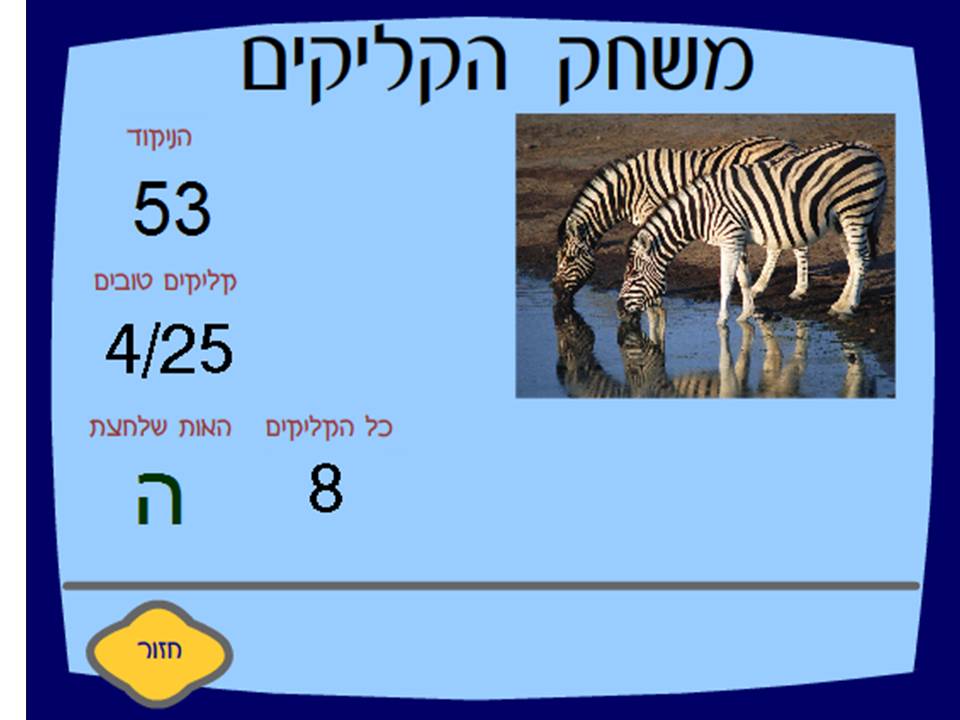 משחק הקליקים
הניקוד
53
קליקים טובים
4/25
כל הקליקים
8
האות שלחצת
ה
חזור